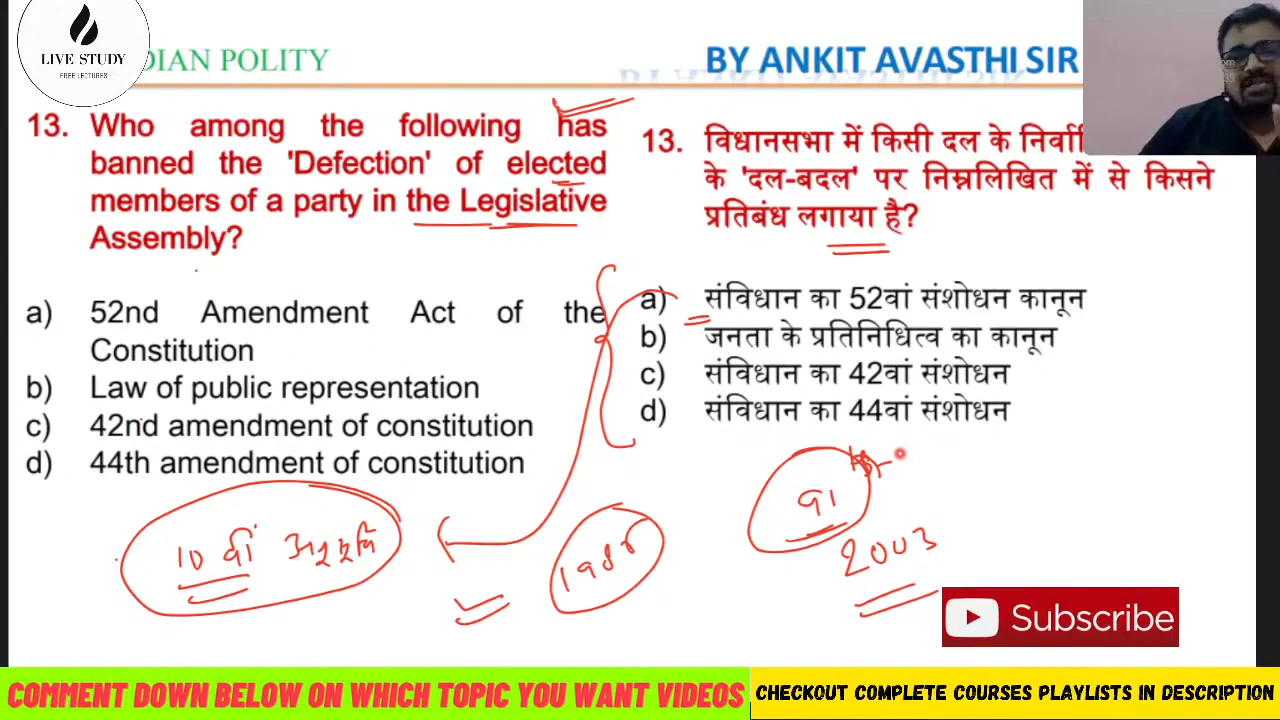 LIVE STUDY
FREE LECTURES
DIAN POLITY
BY ANKIT AVASTHI SIR
13. Who among the following has
banned the 'Defection' of elected
members of a party in the Legislative
Assembly?
a) 52nd Amendment Act of the
Constitution
b) Law of public representation
c) 42nd amendment of constitution
d) 44th amendment of constitution
13. विधानसभा में किसी दल के
के 'दल-बदल' पर निम्नलिखित में से किसने
प्रतिबंध लगाया है?
a) संविधान का 52वां संशोधन कानून
b) जनता के प्रतिनिधित्व का कानून
c) संविधान का 42वां संशोधन
d) संविधान का 44वां संशोधन
10 वीं
1985
91
2003
Subscribe
COMMENT DOWN BELOW ON WHICH TOPIC YOU WANT VIDEOS
CHECKOUT COMPLETE COURSES PLAYLISTS IN DESCRIPTION